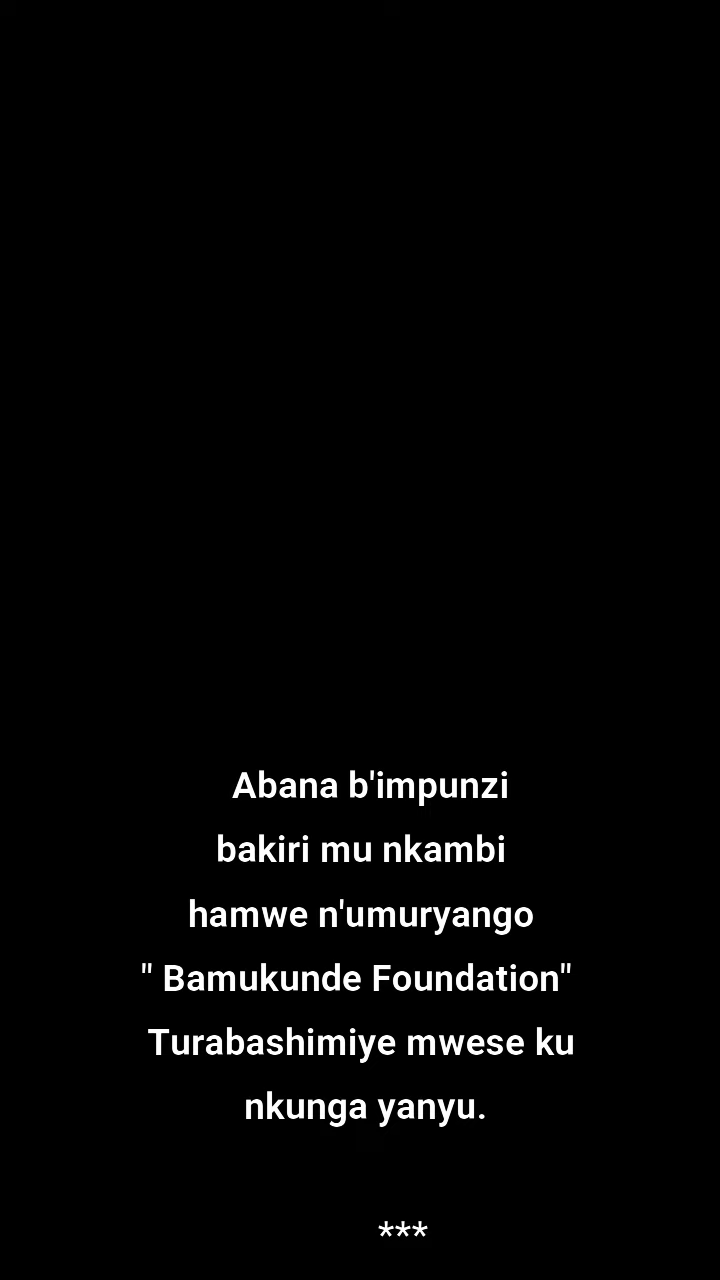 Abana b'impunzi
bakiri mu nkambi
hamwe n'umuryango
" Bamukunde Foundation"
Turabashimiye mwese ku
nkunga yanyu.
***